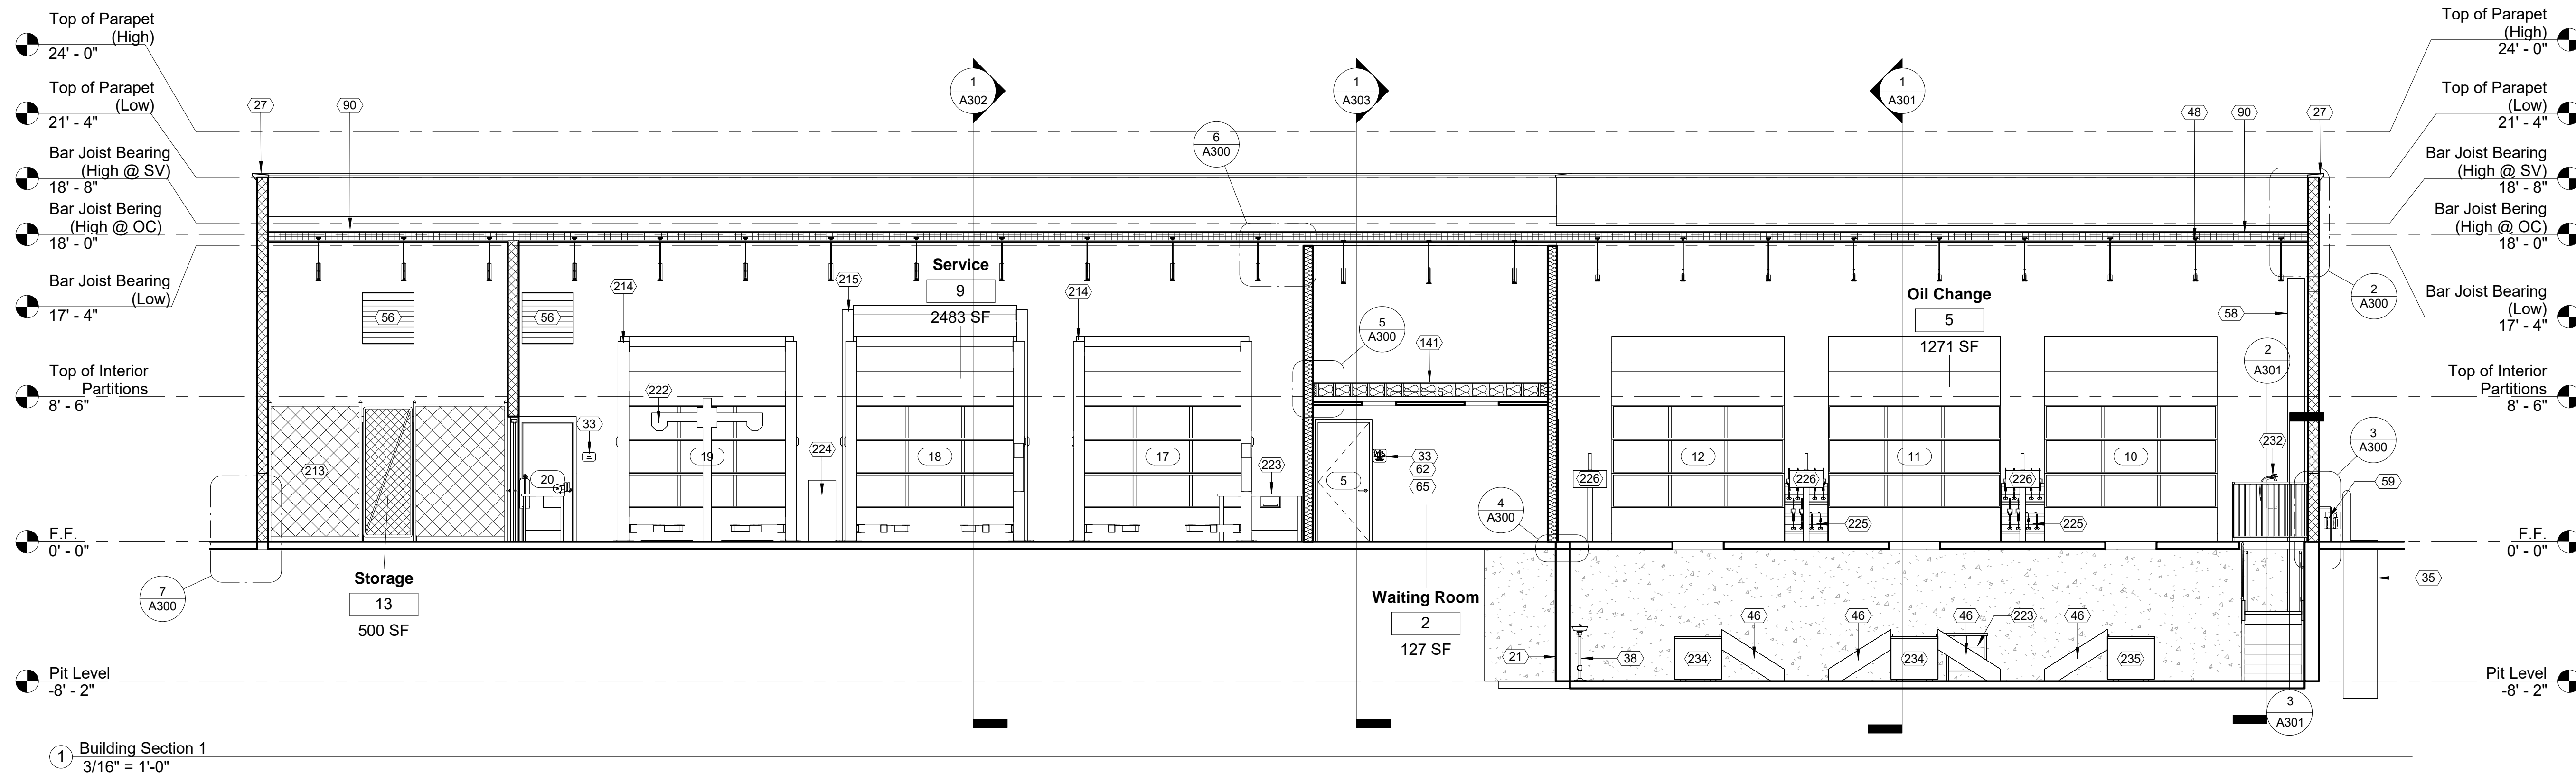 Top of Parapet
(High)
24' - 0"
Top of Parapet
(Low)
21' - 4"
Bar Joist Bearing
(High @ SV)
18' - 8"
Bar Joist Bering
(High @ OC)
18' - 0"
Bar Joist Bearing
(Low)
17' - 4"
Top of Interior
Partitions
8' - 6"
F.F.
0' - 0"
Pit Level
-8' - 2"
27
90
1
A302
1
A303
1
A301
6
A300
48
90
27
Service
9
2483 SF
214
215
214
56
56
5
A300
141
Oil Change
5
1271 SF
58
2
A300
2
A301
222
33
224
223
213
20
19
18
17
5
33
62
65
4
A300
226
12
226
11
226
10
225
225
232
3
A300
59
7
A300
Storage
13
500 SF
Waiting Room
2
127 SF
21
38
234
46
46
234
46
223
46
235
35
3
A301
Top of Parapet
(High)
24' - 0"
Top of Parapet
(Low)
21' - 4"
Bar Joist Bearing
(High @ SV)
18' - 8"
Bar Joist Bering
(High @ OC)
18' - 0"
Bar Joist Bearing
(Low)
17' - 4"
Top of Interior
Partitions
8' - 6"
F.F.
0' - 0"
Pit Level
-8' - 2"
1
Building Section 1
3/16" = 1'-0"